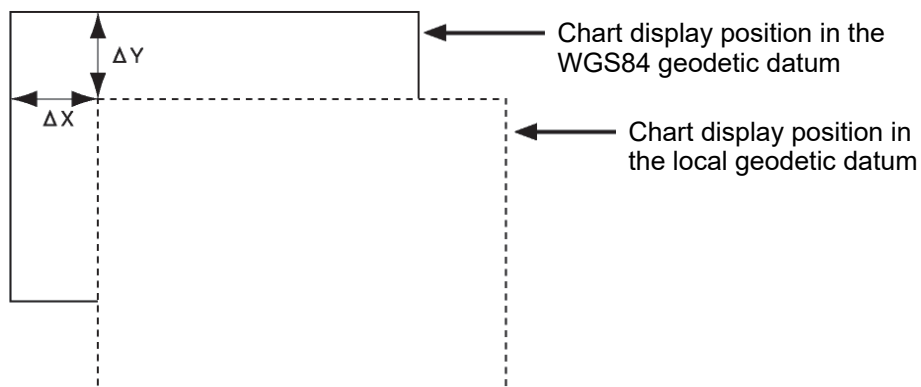 Chart display position in the
WGS84 geodetic datum
ΔY
ΔX
Chart display position in
the local geodetic datum